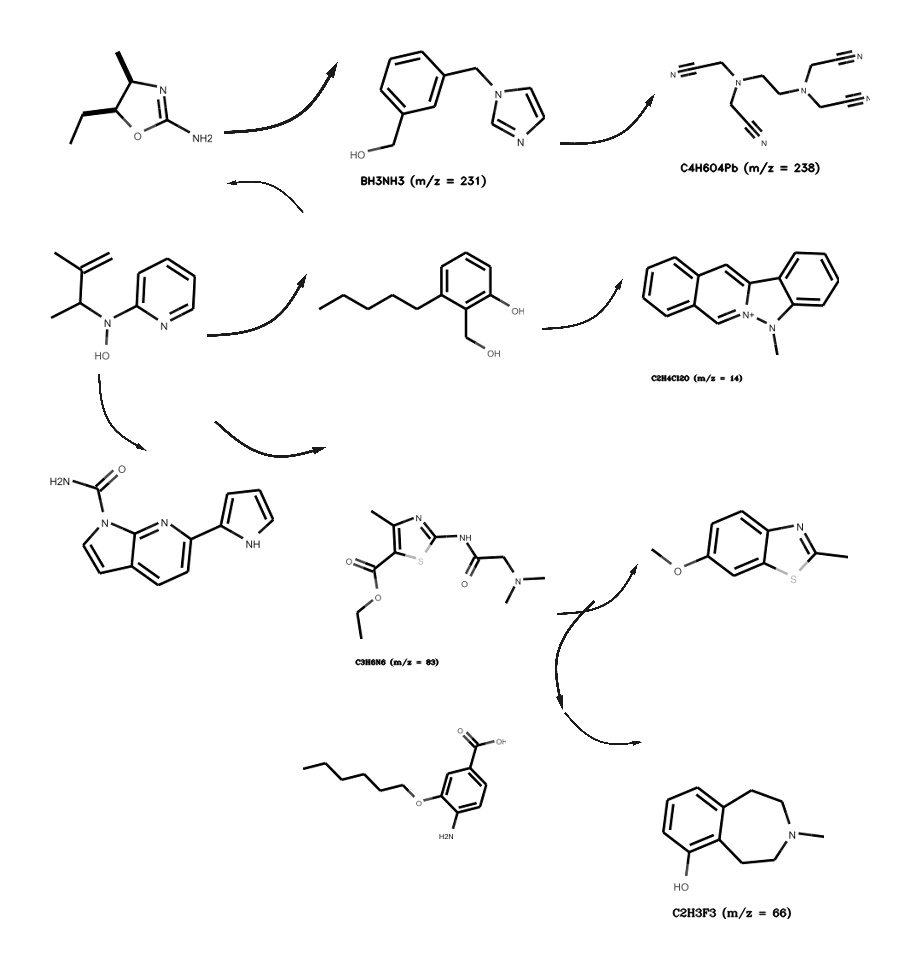 N
O
NH2
N
N
HO
BH3NH3 (m/z = 231)
N
N
N
N
N
N
C4H6O4Pb (m/z = 238)
N
N
HO
OH
OH
N+
N
C2H4Cl2O (m/z = 14)
H2N
O
N
N
NH
N
NH
S
O
O
O
N
C3H6N6 (m/z = 83)
N
S
O
O
OH
O
H2N
N
HO
C2H3F3 (m/z = 66)